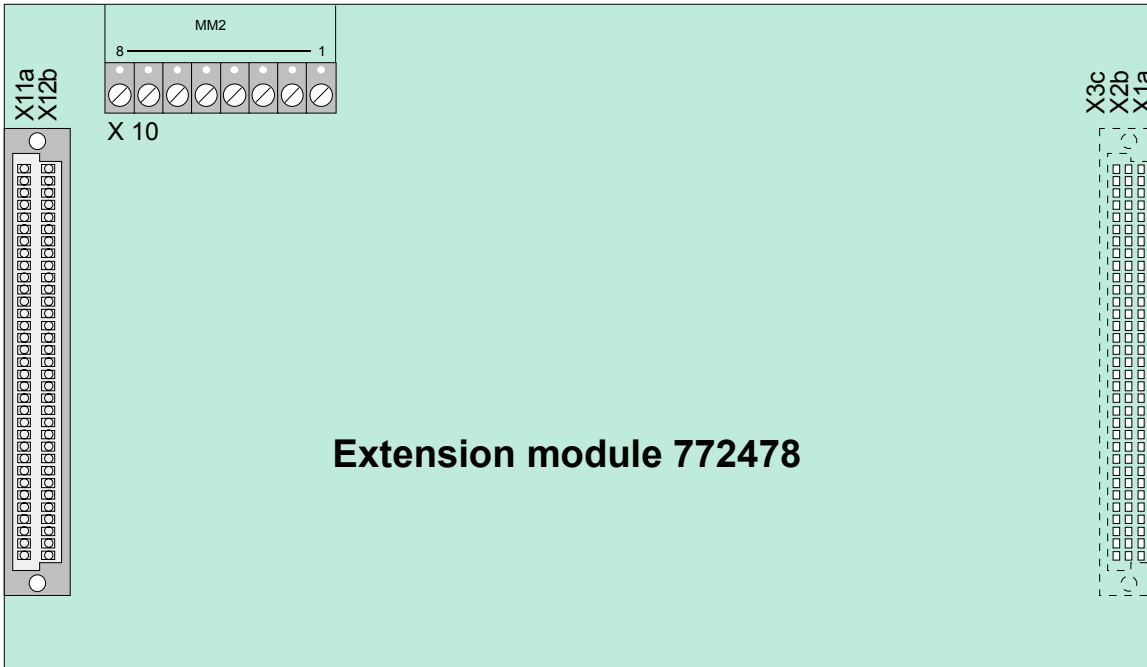 MM2
8
1
X11a
X12b
X 10
X3c
X2b
X1a
Extension module 772478